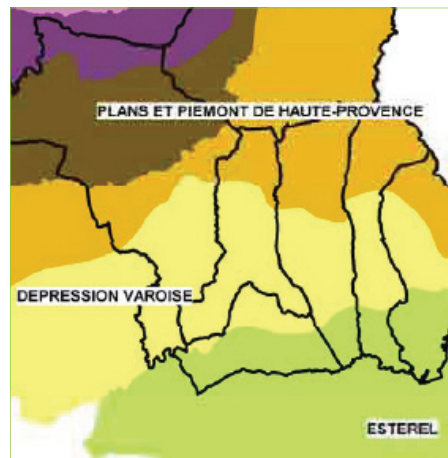 PLANS ET PIEMONT DE HAUTE-PROVENCE
DEPRESSION VAROISE
ESTEREL